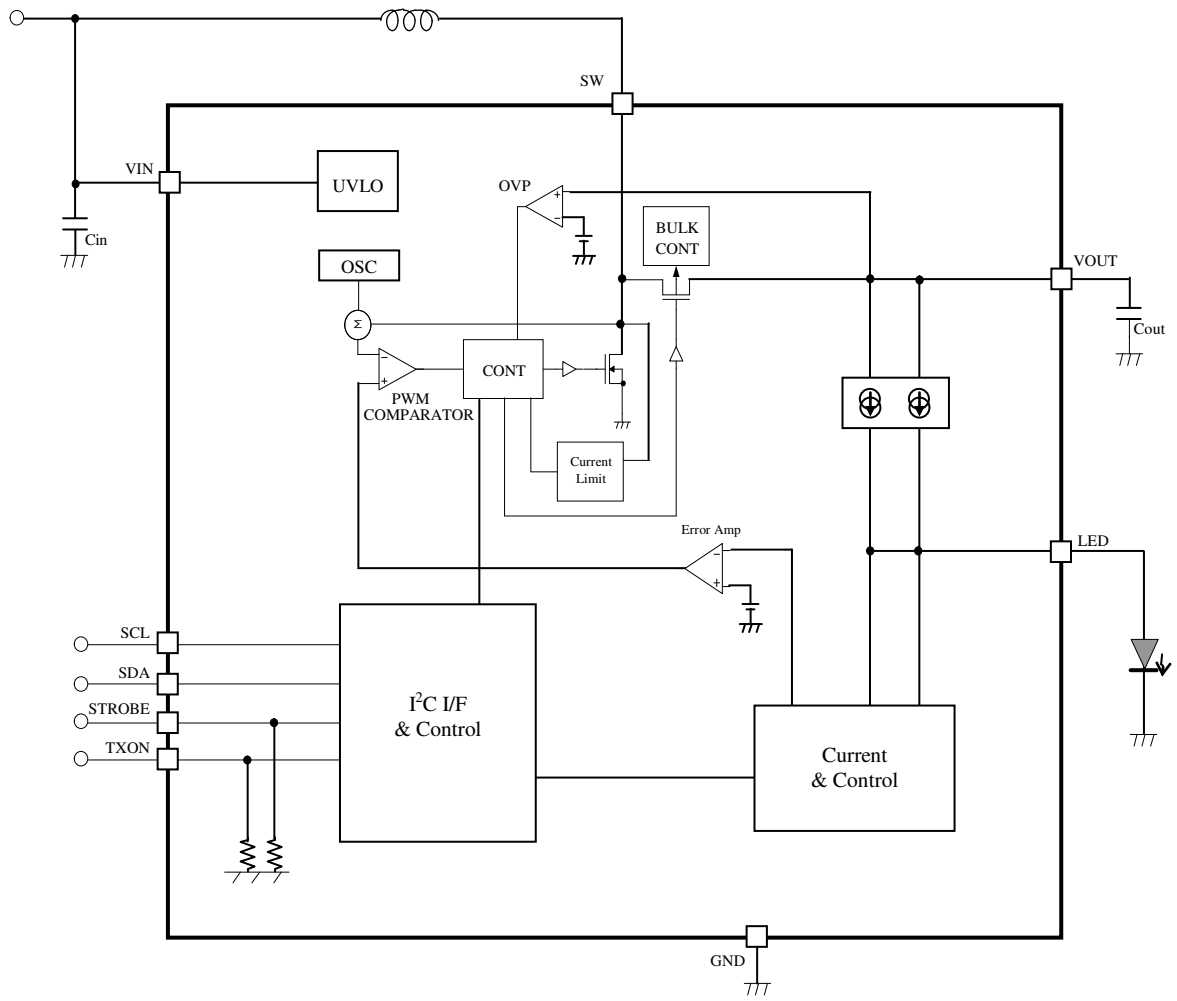 SW
VIN
UVLO
OVP
+
−
BULK
CONT
Cin
OSC
VOUT
Σ
Cout
−
+
CONT
PWM
COMPARATOR
Current
Limit
Error Amp
−
+
LED
SCL
SDA
STROBE
TXON
I²C I/F
& Control
Current
& Control
GND